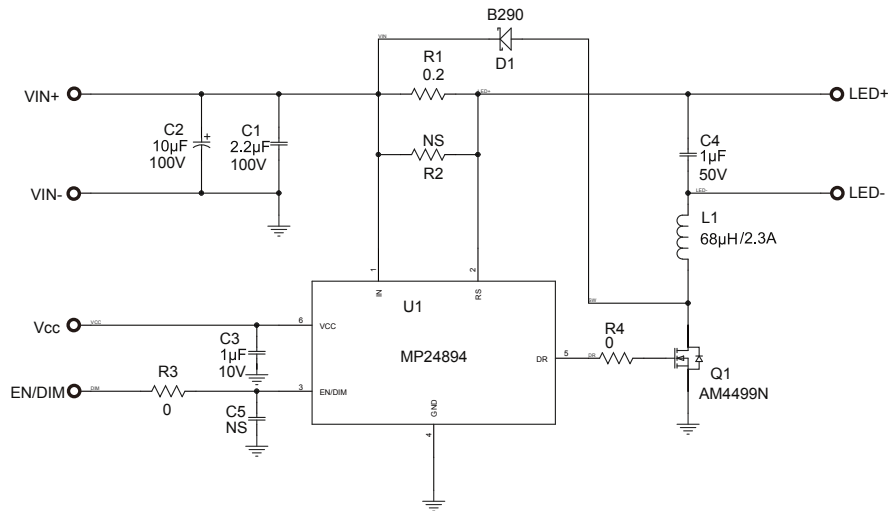 B290
VIN
D1
R1
0.2
VIN+
LED+
LED+
C2
10µF
100V
+
C1
2.2µF
100V
NS
R2
C4
1µF
50V
VIN-
LED-
LED-
L1
68µH/2.3A
1
2
IN
RS
U1
SW
Vcc
VCC
6
VCC
C3
1µF
10V
MP24894
DR
5
DR
R4
0
Q1
AM4499N
EN/DIM
DIM
R3
0
3
EN/DIM
C5
NS
GND
4